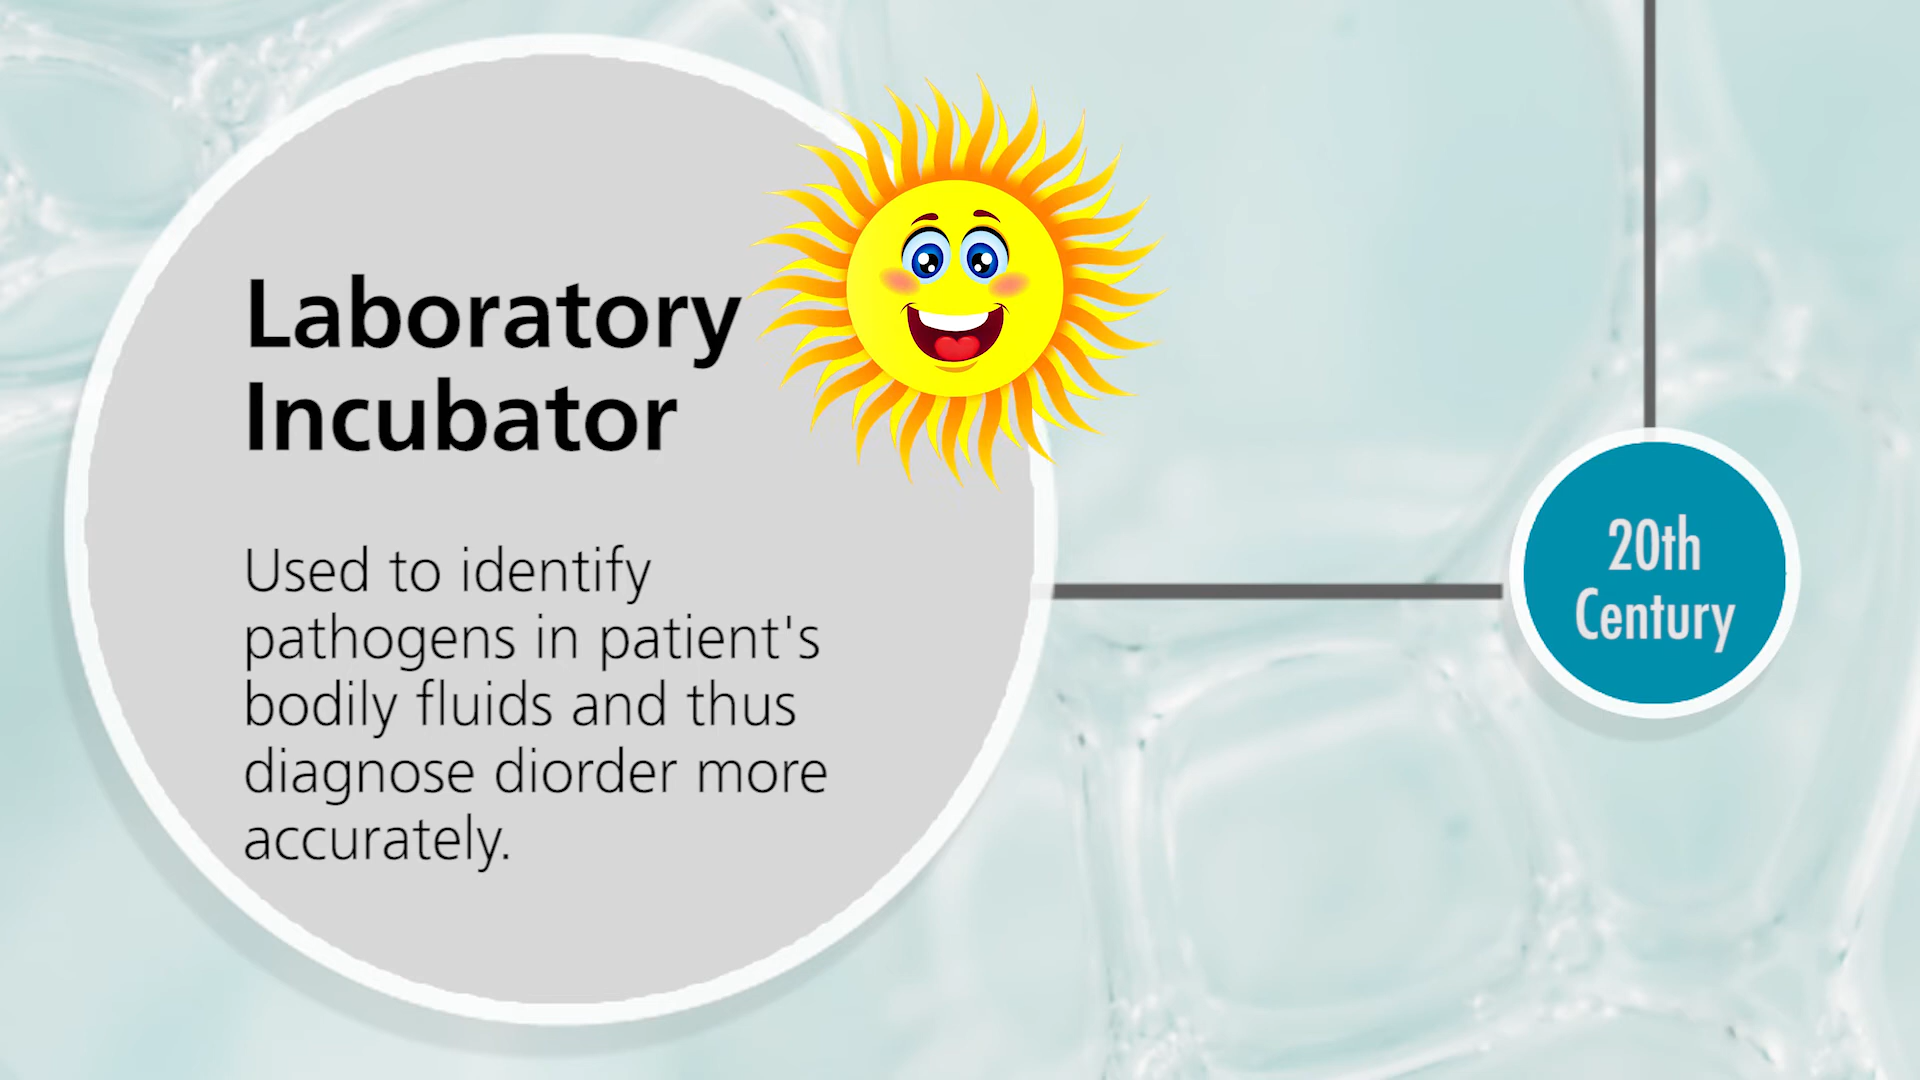 Laboratory
Incubator
Used to identify
pathogens in patient's
bodily fluids and thus
diagnose diorder more
accurately.
20th
Century